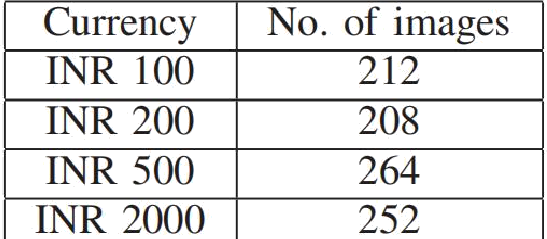 Currency No. of images
INR 100 212
INR 200 208
INR 500 264
INR 2000 252